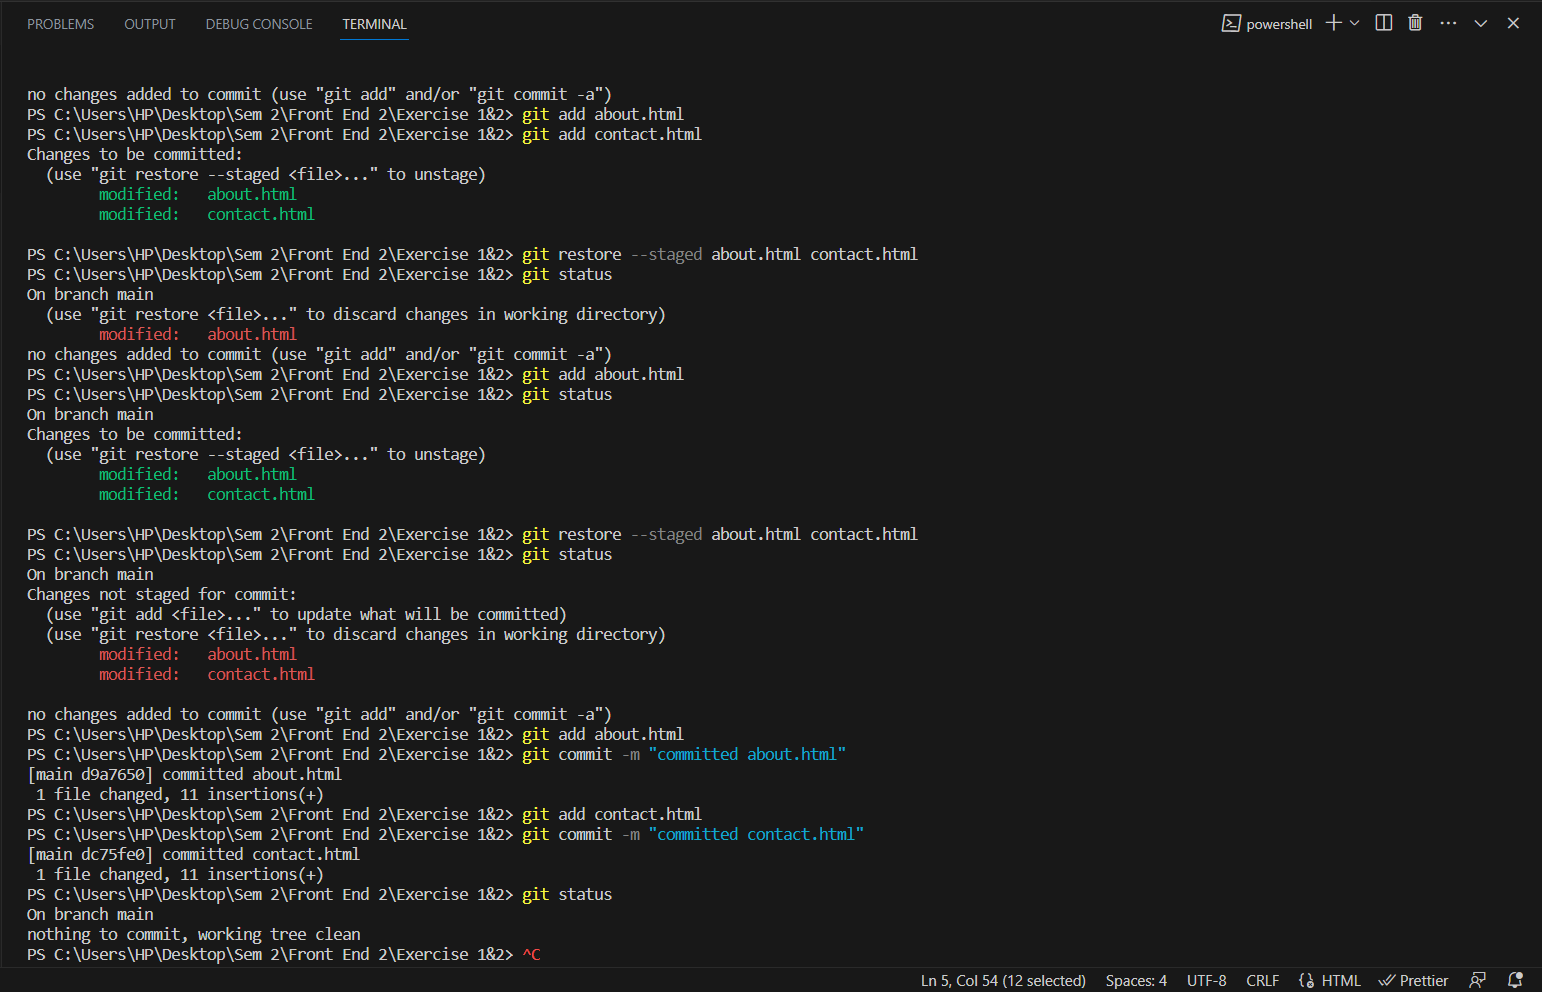 PROBLEMS OUTPUT DEBUG CONSOLE TERMINAL powershell
no changes added to commit (use "git add" and/or "git commit -a")
PS C:\Users\HP\Desktop\Sem 2\Front End 2\Exercise 1&2> git add about.html
PS C:\Users\HP\Desktop\Sem 2\Front End 2\Exercise 1&2> git add contact.html
Changes to be committed:
  (use "git restore --staged <file>..." to unstage)
        modified:   about.html
        modified:   contact.html

PS C:\Users\HP\Desktop\Sem 2\Front End 2\Exercise 1&2> git restore --staged about.html contact.html
PS C:\Users\HP\Desktop\Sem 2\Front End 2\Exercise 1&2> git status
On branch main
  (use "git restore <file>..." to discard changes in working directory)
        modified:   about.html
no changes added to commit (use "git add" and/or "git commit -a")
PS C:\Users\HP\Desktop\Sem 2\Front End 2\Exercise 1&2> git add about.html
PS C:\Users\HP\Desktop\Sem 2\Front End 2\Exercise 1&2> git status
On branch main
Changes to be committed:
  (use "git restore --staged <file>..." to unstage)
        modified:   about.html
        modified:   contact.html

PS C:\Users\HP\Desktop\Sem 2\Front End 2\Exercise 1&2> git restore --staged about.html contact.html
PS C:\Users\HP\Desktop\Sem 2\Front End 2\Exercise 1&2> git status
On branch main
Changes not staged for commit:
  (use "git add <file>..." to update what will be committed)
  (use "git restore <file>..." to discard changes in working directory)
        modified:   about.html
        modified:   contact.html

no changes added to commit (use "git add" and/or "git commit -a")
PS C:\Users\HP\Desktop\Sem 2\Front End 2\Exercise 1&2> git add about.html
PS C:\Users\HP\Desktop\Sem 2\Front End 2\Exercise 1&2> git commit -m "committed about.html"
[main d9a7650] committed about.html
 1 file changed, 11 insertions(+)
PS C:\Users\HP\Desktop\Sem 2\Front End 2\Exercise 1&2> git add contact.html
PS C:\Users\HP\Desktop\Sem 2\Front End 2\Exercise 1&2> git commit -m "committed contact.html"
[main dc75fe0] committed contact.html
 1 file changed, 11 insertions(+)
PS C:\Users\HP\Desktop\Sem 2\Front End 2\Exercise 1&2> git status
On branch main
nothing to commit, working tree clean
PS C:\Users\HP\Desktop\Sem 2\Front End 2\Exercise 1&2> ^C
Ln 5, Col 54 (12 selected) Spaces: 4 UTF-8 CRLF HTML Prettier